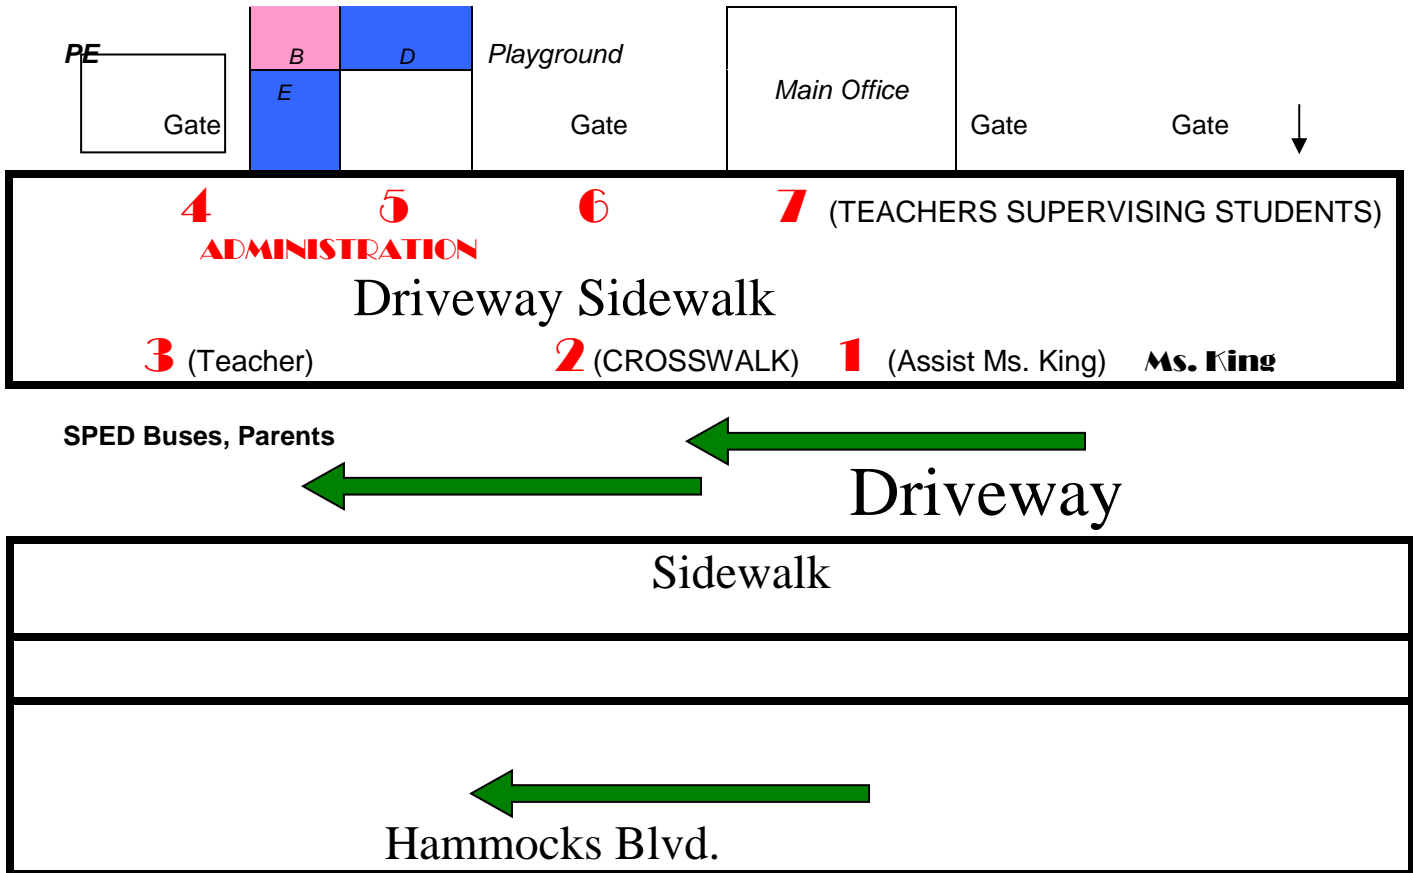 PE B D Playground
E Main Office
Gate Gate Gate Gate
4 5 6 7 (TEACHERS SUPERVISING STUDENTS)
ADMINISTRATION
Driveway Sidewalk
3 (Teacher) 2 (CROSSWALK) 1 (Assist Ms. King) Ms. King
SPED Buses, Parents
Driveway
Sidewalk
Hammocks Blvd.